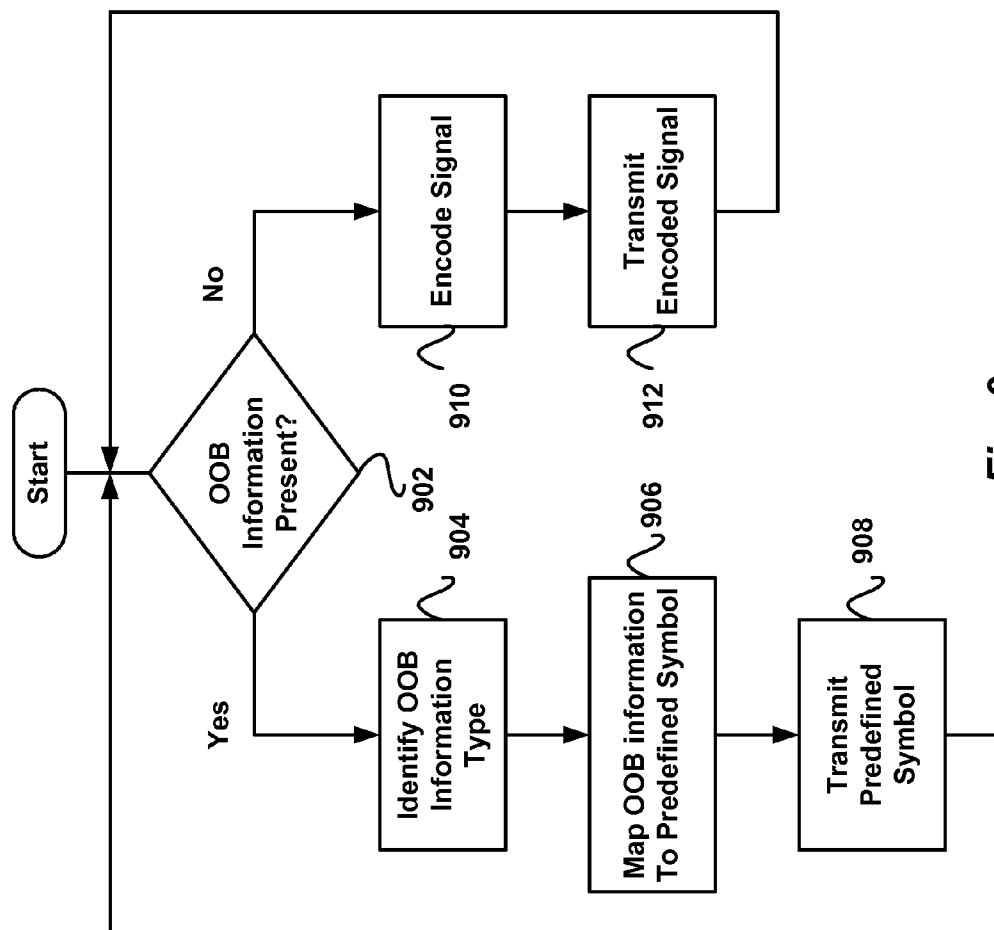 Start
OOB
Information
Present?
902
Yes
No
Identify OOB
Information
Type
904
Encode Signal
910
Map OOB information
To Predefined Symbol
906
Transmit
Encoded Signal
912
Transmit
Predefined
Symbol
908